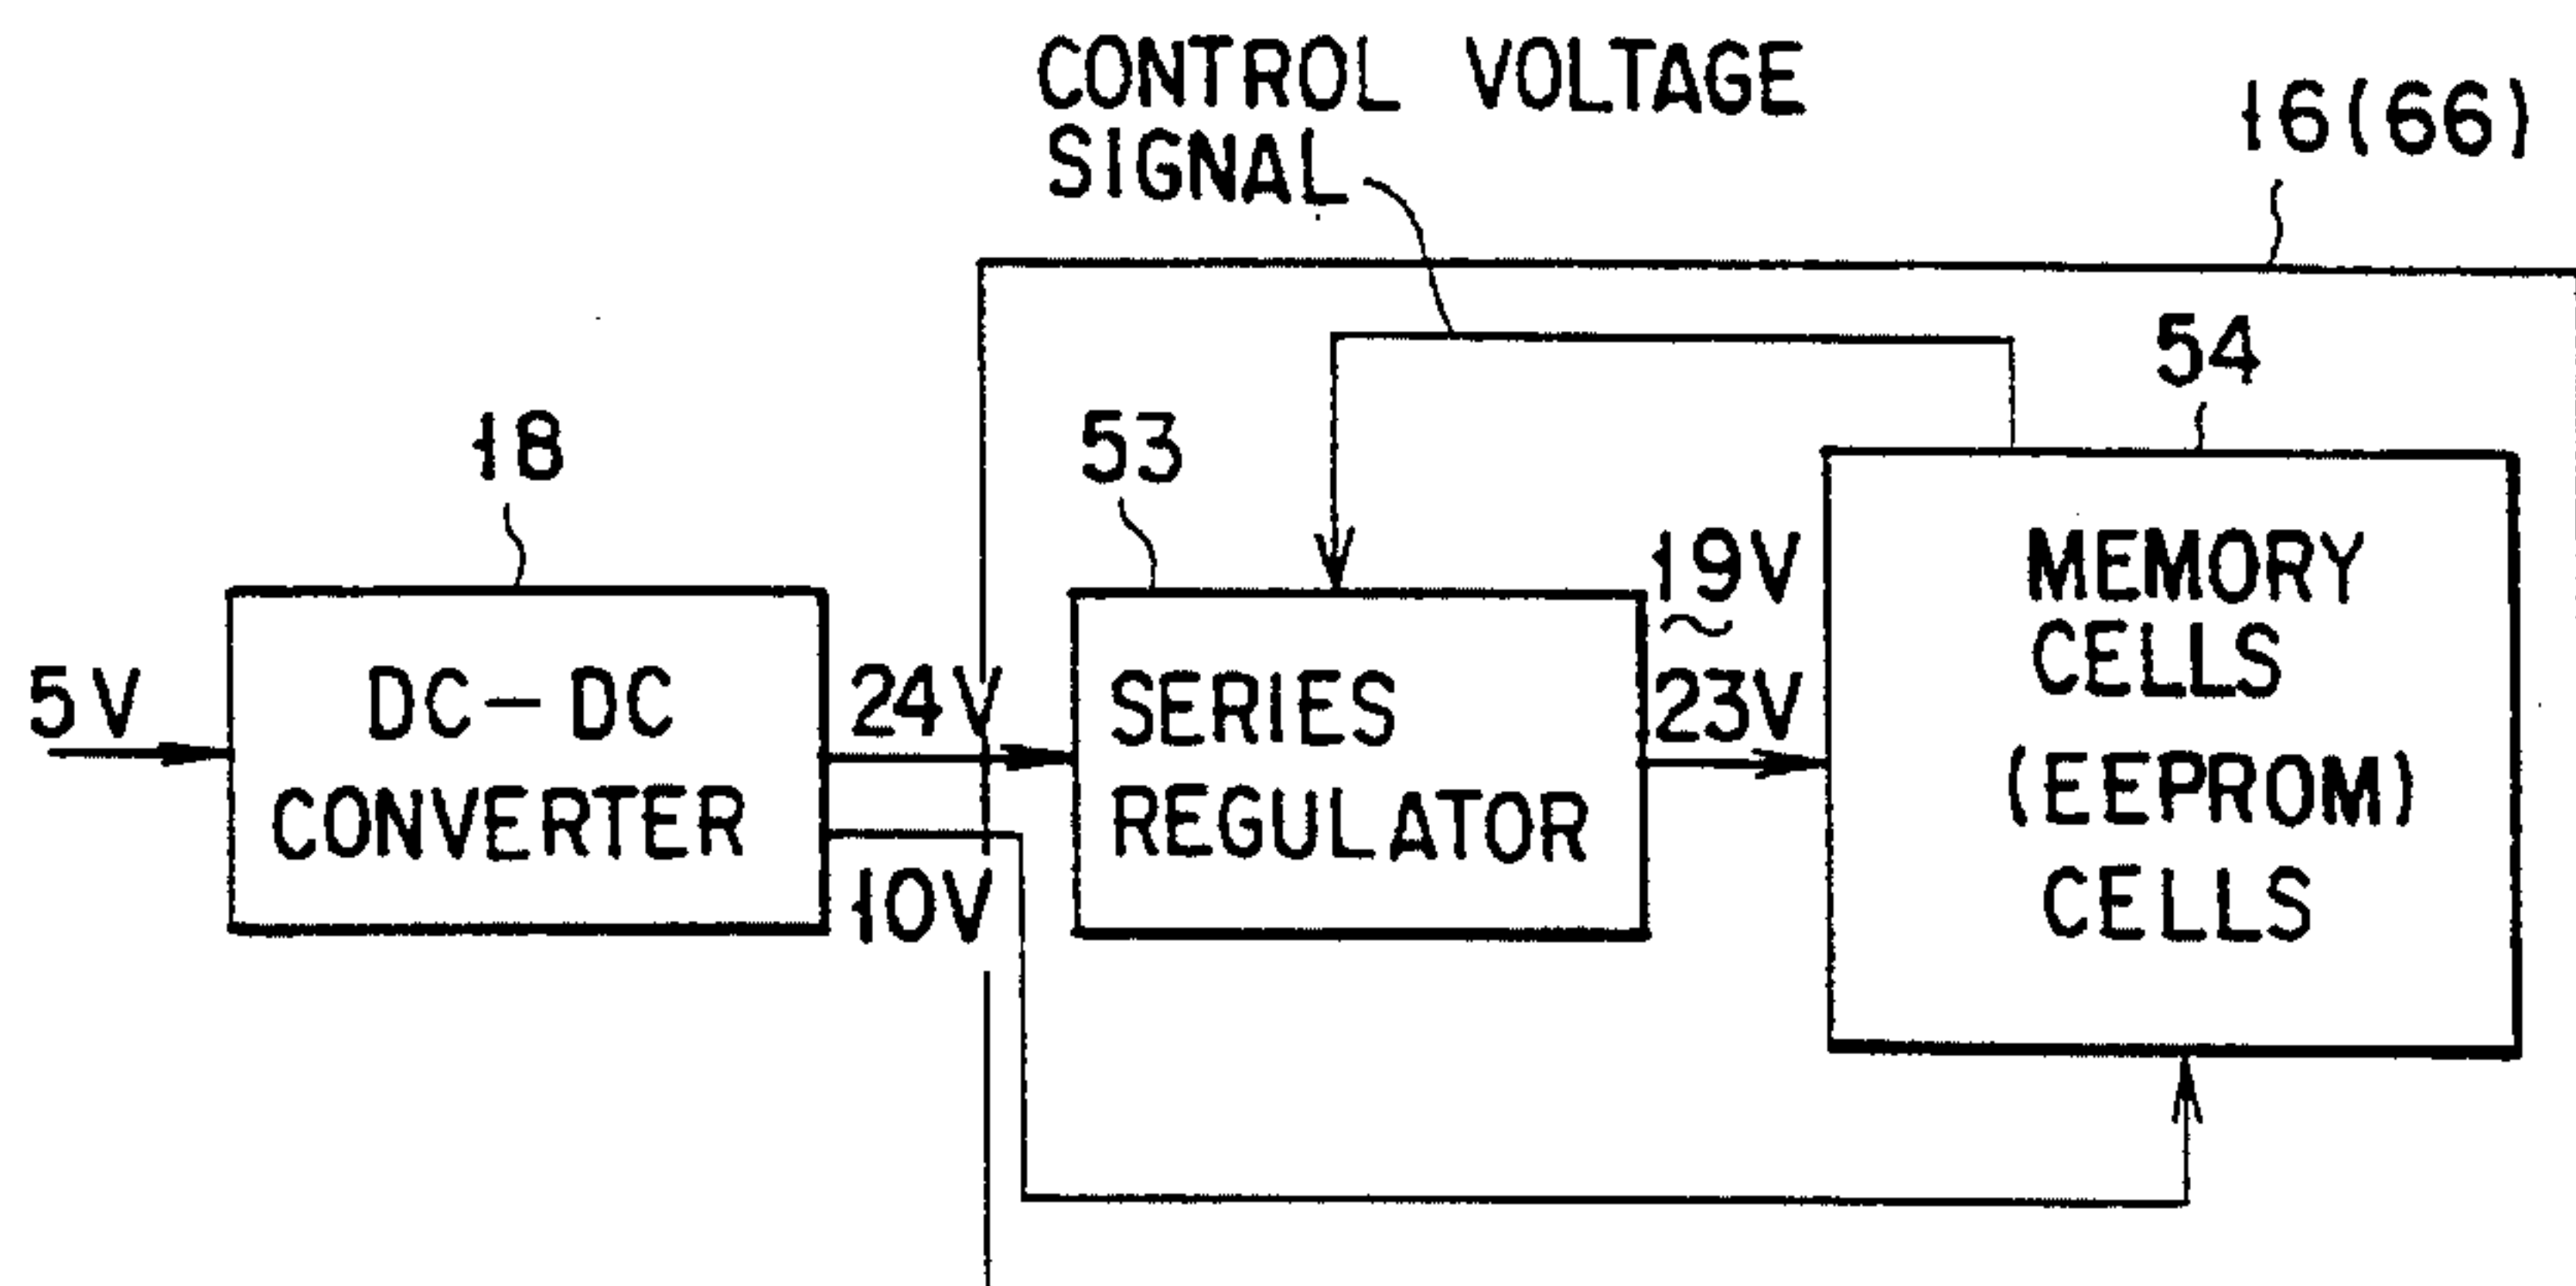 CONTROL VOLTAGE
SIGNAL
16(66)
54
18
53
19V
~
23V
5V
24V
10V
DC-DC
CONVERTER
SERIES
REGULATOR
MEMORY
CELLS
(EEPROM)
CELLS